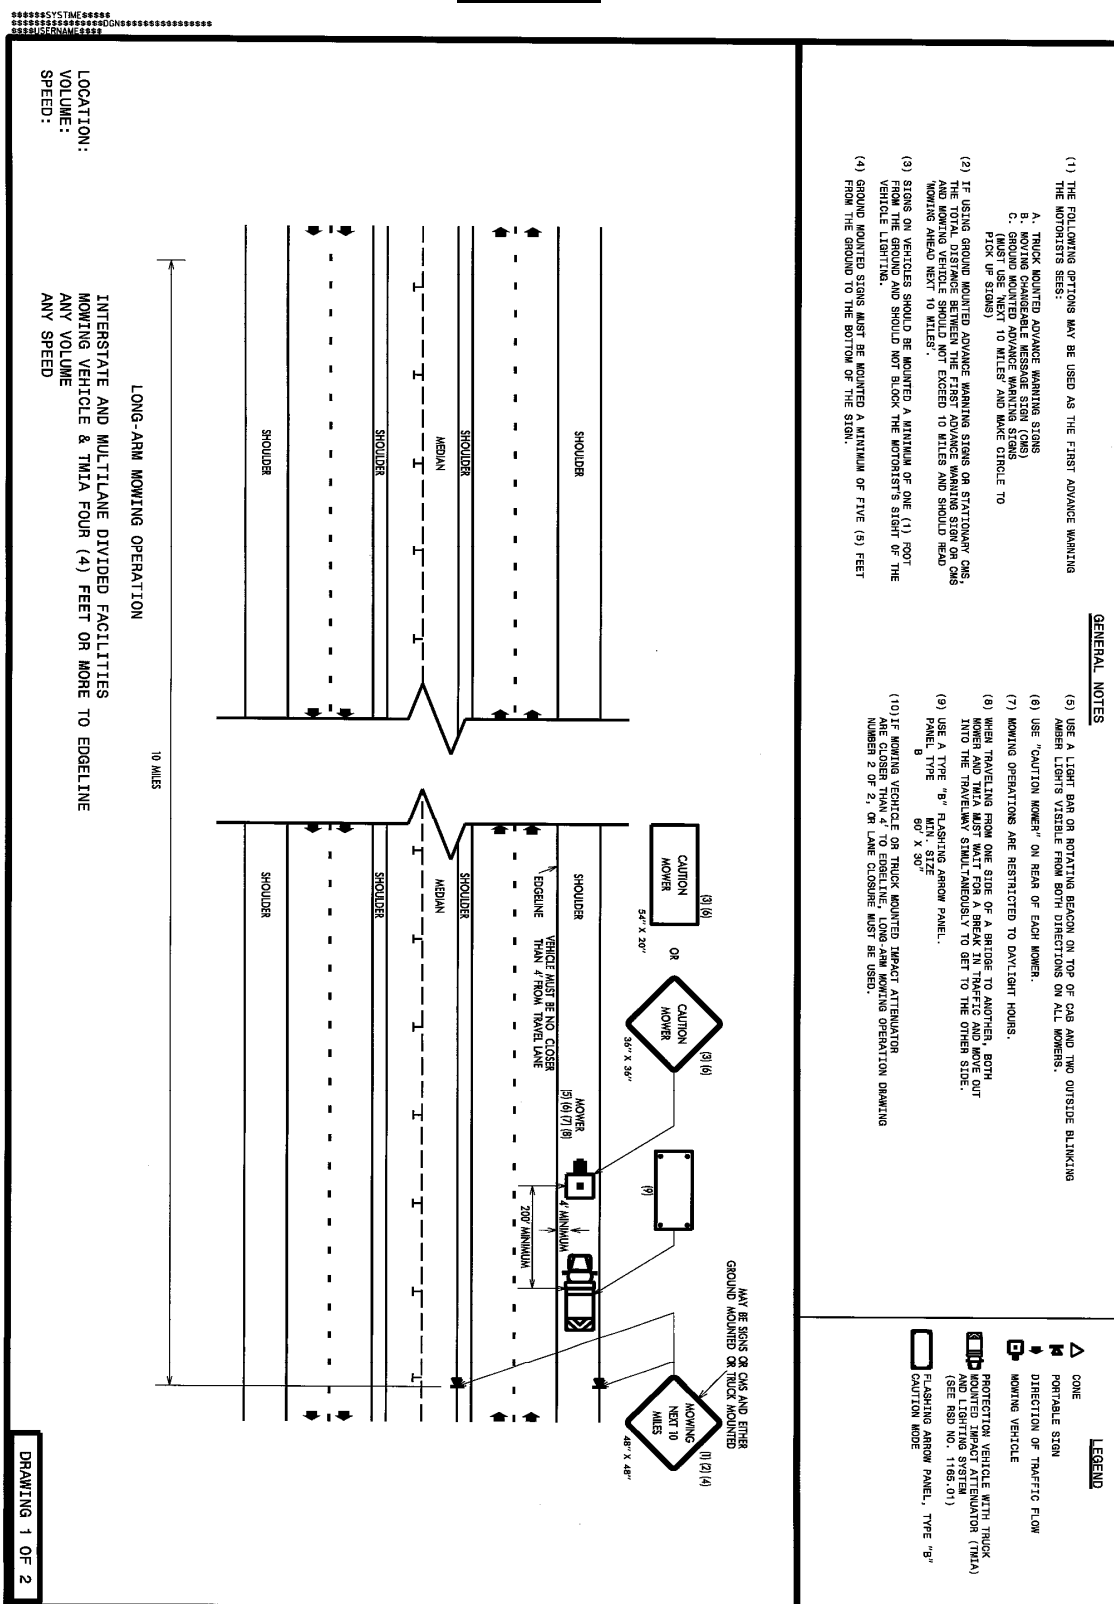 $$$$$$SYSTIME$$$$$
$$$$$$$$$$$$$$$$DGN$$$$$$$$$$$$$$$$
$$$$USERNAME$$$$
GENERAL NOTES
(1) THE FOLLOWING OPTIONS MAY BE USED AS THE FIRST ADVANCE WARNING
THE MOTORISTS SEES:
A. TRUCK MOUNTED ADVANCE WARNING SIGNS
B. MOVING CHANGEABLE MESSAGE SIGN (CMS)
C. GROUND MOUNTED ADVANCE WARNING SIGNS
(MUST USE 'NEXT 10 MILES' AND MAKE CIRCLE TO
PICK UP SIGNS)
(2) IF USING GROUND MOUNTED ADVANCE WARNING SIGNS OR STATIONARY CMS,
THE TOTAL DISTANCE BETWEEN THE FIRST ADVANCE WARNING SIGN OR CMS
AND MOWING VEHICLE SHOULD NOT EXCEED 10 MILES AND SHOULD READ
'MOWING AHEAD NEXT 10 MILES'.
(3) SIGNS ON VEHICLES SHOULD BE MOUNTED A MINIMUM OF ONE (1) FOOT
FROM THE GROUND AND SHOULD NOT BLOCK THE MOTORIST'S SIGHT OF THE
VEHICLE LIGHTING.
(4) GROUND MOUNTED SIGNS MUST BE MOUNTED A MINIMUM OF FIVE (5) FEET
FROM THE GROUND TO THE BOTTOM OF THE SIGN.
(5) USE A LIGHT BAR OR ROTATING BEACON ON TOP OF CAB AND TWO OUTSIDE BLINKING
AMBER LIGHTS VISIBLE FROM BOTH DIRECTIONS ON ALL MOWERS.
(6) USE "CAUTION MOWER" ON REAR OF EACH MOWER.
(7) MOWING OPERATIONS ARE RESTRICTED TO DAYLIGHT HOURS.
(8) WHEN TRAVELING FROM ONE SIDE OF A BRIDGE TO ANOTHER, BOTH
MOWER AND TMIA MUST WAIT FOR A BREAK IN TRAFFIC AND MOVE OUT
INTO THE TRAVELWAY SIMULTANEOUSLY TO GET TO THE OTHER SIDE.
(9) USE A TYPE "B" FLASHING ARROW PANEL.
PANEL TYPE MIN. SIZE
B 60' X 30"
(10)IF MOWING VECHICLE OR TRUCK MOUNTED IMPACT ATTENUATOR
ARE CLOSER THAN 4' TO EDGELINE, LONG-ARM MOWING OPERATION DRAWING
NUMBER 2 OF 2, OR LANE CLOSURE MUST BE USED.
LEGEND
CONE
PORTABLE SIGN
DIRECTION OF TRAFFIC FLOW
MOWING VEHICLE
PROTECTION VEHICLE WITH TRUCK
MOUNTED IMPACT ATTENUATOR (TMIA)
AND LIGHTING SYSTEM
(SEE RSD NO. 1165.01)
FLASHING ARROW PANEL, TYPE "B"
CAUTION MODE
MAY BE SIGNS OR CMS AND EITHER
GROUND MOUNTED OR TRUCK MOUNTED
CAUTION
MOWER
(3) (6)
54" X 20"
OR
CAUTION
MOWER
(3) (6)
36" X 36"
(9)
MOWING
NEXT 10
MILES
(1) (2) (4)
48" X 48"
SHOULDER
SHOULDER
MOWER
(5) (6) (7) (8)
4' MINIMUM
200' MINIMUM
EDGELINE
VEHICLE MUST BE NO CLOSER
THAN 4' FROM TRAVEL LANE
SHOULDER
SHOULDER
MEDIAN
MEDIAN
SHOULDER
SHOULDER
SHOULDER
SHOULDER
10 MILES
LONG-ARM MOWING OPERATION
LOCATION: INTERSTATE AND MULTILANE DIVIDED FACILITIES
MOWING VEHICLE & TMIA FOUR (4) FEET OR MORE TO EDGELINE
VOLUME: ANY VOLUME
SPEED: ANY SPEED
DRAWING 1 OF 2